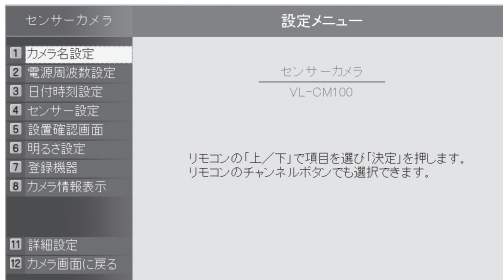 センサーカメラ
設定メニュー
1 カメラ名設定
2 電源周波数設定
3 日付時刻設定
4 センサー設定
5 設置確認画面
6 明るさ設定
7 登録機器
8 カメラ情報表示
11 詳細設定
12 カメラ画面に戻る
センサーカメラ
VL-CM100
リモコンの「上／下」で項目を選び「決定」を押します。
リモコンのチャンネルボタンでも選択できます。